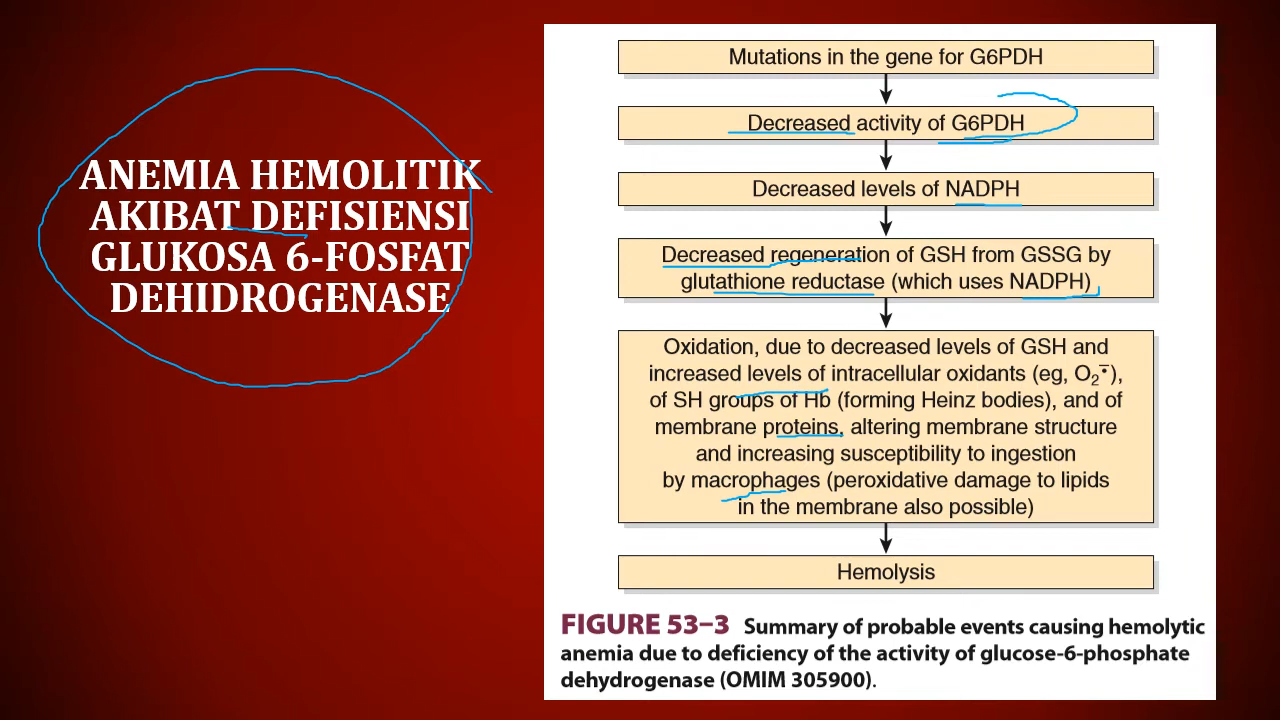 ANEMIA HEMOLITIK
AKIBAT DEFISIENSI
GLUKOSA 6-FOSFAT
DEHIDROGENASE
Mutations in the gene for G6PDH
Decreased activity of G6PDH
Decreased levels of NADPH
Decreased regeneration of GSH from GSSG by
glutathione reductase (which uses NADPH)
Oxidation, due to decreased levels of GSH and
increased levels of intracellular oxidants (eg, O₂⁻•),
of SH groups of Hb (forming Heinz bodies), and of
membrane proteins, altering membrane structure
and increasing susceptibility to ingestion
by macrophages (peroxidative damage to lipids
in the membrane also possible)
Hemolysis
FIGURE 53–3 Summary of probable events causing hemolytic
anemia due to deficiency of the activity of glucose-6-phosphate
dehydrogenase (OMIM 305900).